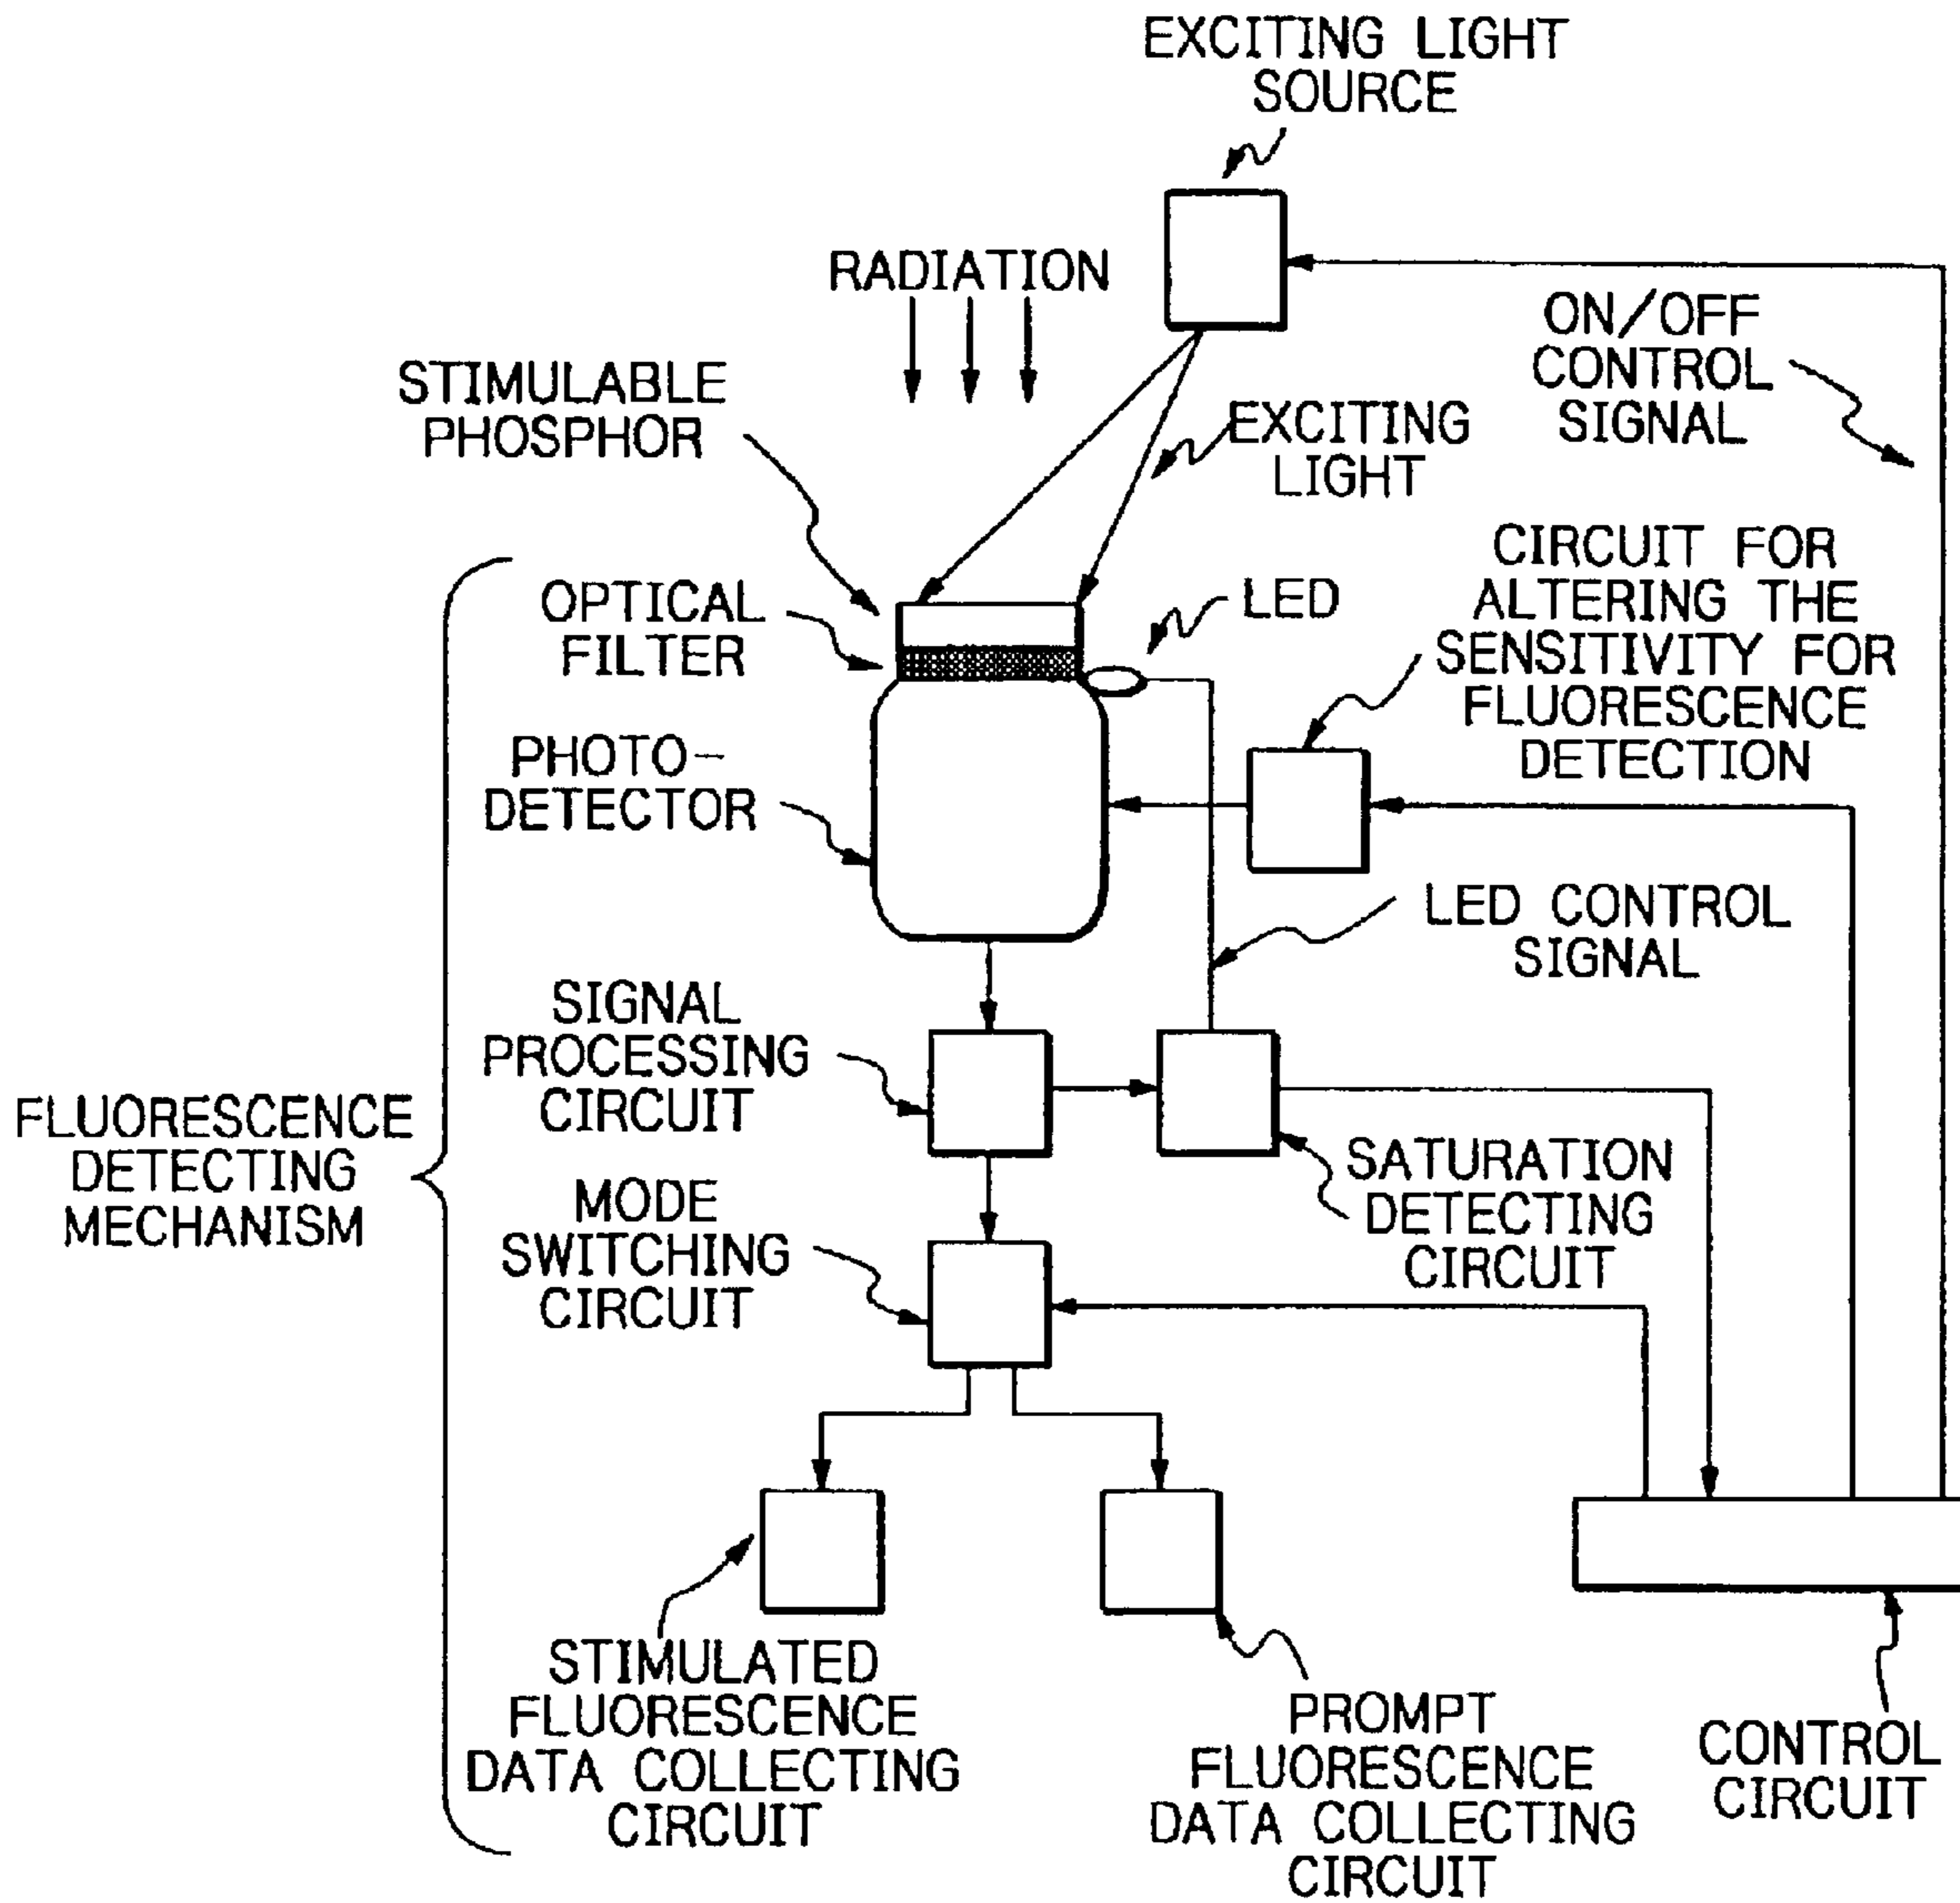 EXCITING LIGHT
SOURCE
RADIATION
ON/OFF
CONTROL
SIGNAL
STIMULABLE
PHOSPHOR
EXCITING
LIGHT
CIRCUIT FOR
ALTERING THE
SENSITIVITY FOR
FLUORESCENCE
DETECTION
OPTICAL
FILTER
LED
PHOTO-
DETECTOR
LED CONTROL
SIGNAL
SIGNAL
PROCESSING
CIRCUIT
FLUORESCENCE
DETECTING
MECHANISM
SATURATION
DETECTING
CIRCUIT
MODE
SWITCHING
CIRCUIT
STIMULATED
FLUORESCENCE
DATA COLLECTING
CIRCUIT
PROMPT
FLUORESCENCE
DATA COLLECTING
CIRCUIT
CONTROL
CIRCUIT